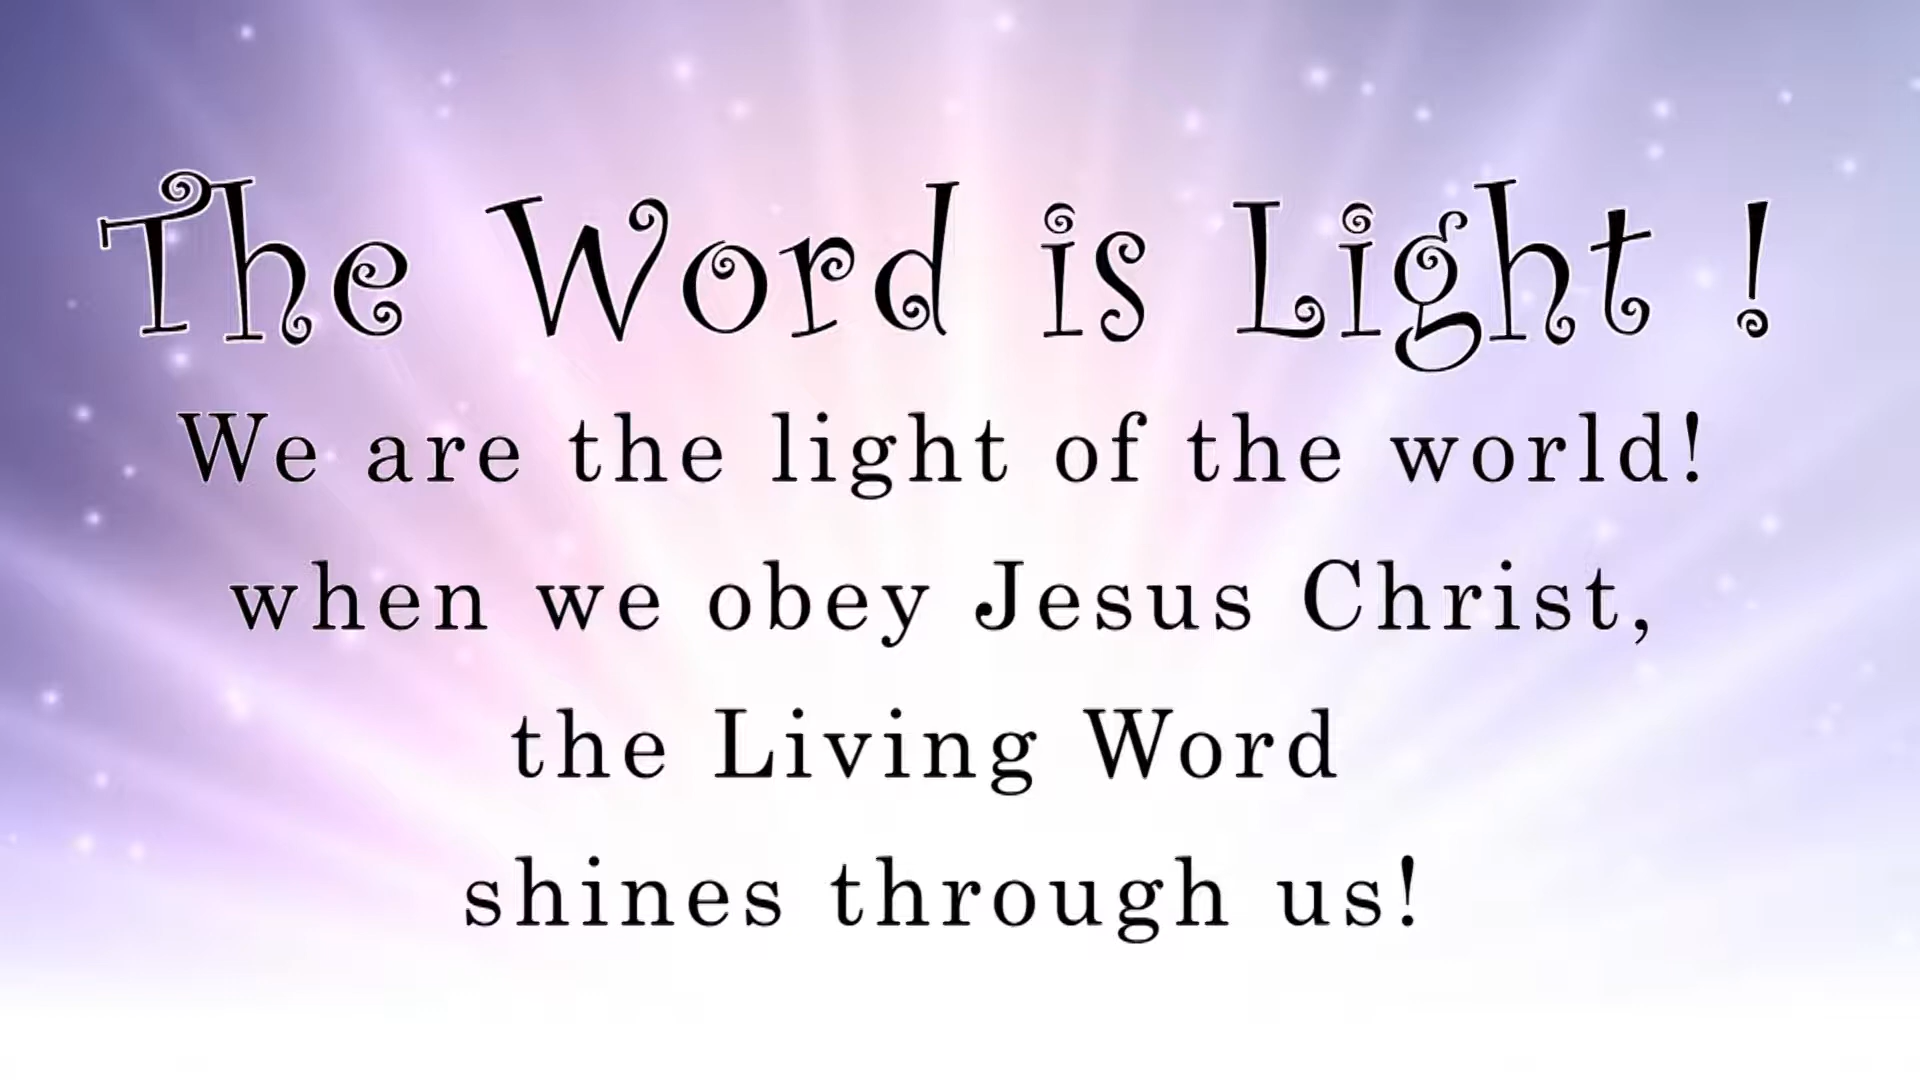 The Word is Light !
We are the light of the world!
when we obey Jesus Christ,
the Living Word
shines through us!